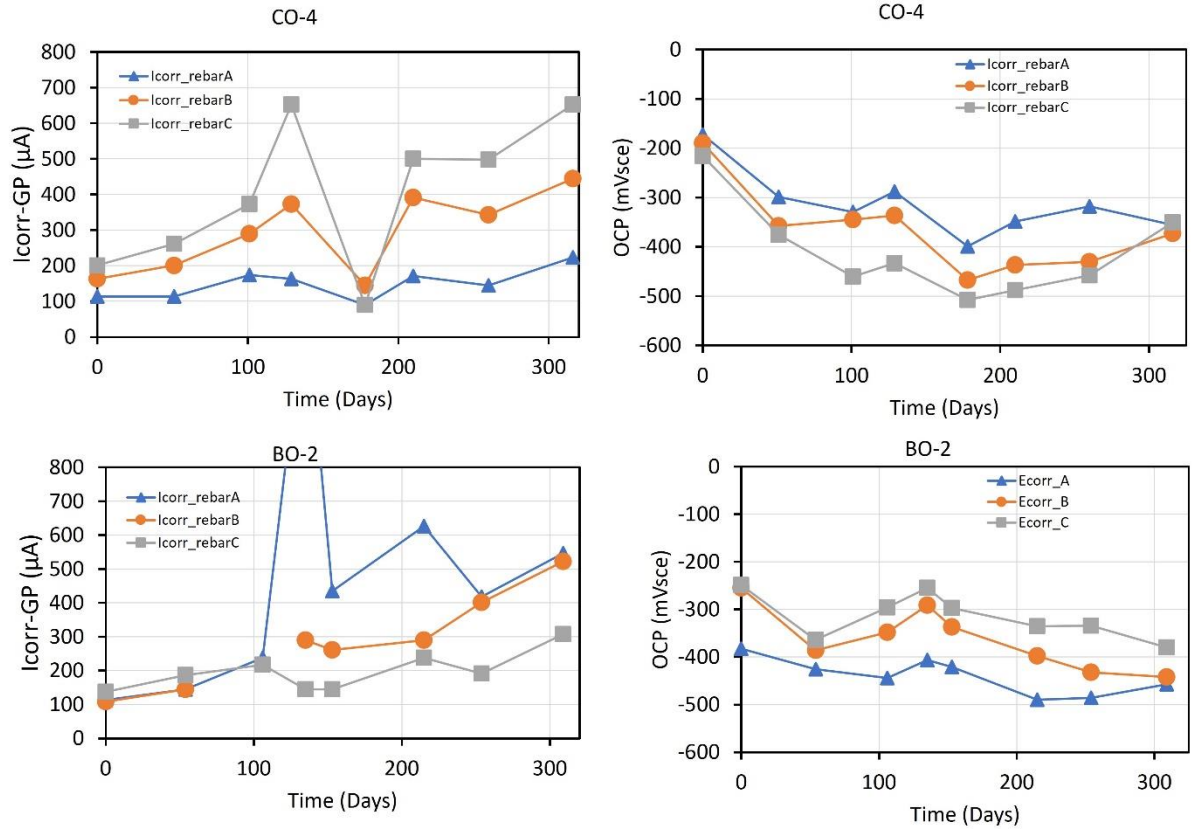 CO-4
800
700
600
500
400
300
200
100
0
Icorr-GP (µA)
Icorr_rebarA
Icorr_rebarB
Icorr_rebarC
0 100 200 300
Time (Days)
CO-4
0
-100
-200
-300
-400
-500
-600
OCP (mVsce)
Icorr_rebarA
Icorr_rebarB
Icorr_rebarC
0 100 200 300
Time (Days)
BO-2
800
700
600
500
400
300
200
100
0
Icorr-GP (µA)
Icorr_rebarA
Icorr_rebarB
Icorr_rebarC
0 100 200 300
Time (Days)
BO-2
0
-100
-200
-300
-400
-500
-600
OCP (mVsce)
Ecorr_A
Ecorr_B
Ecorr_C
0 100 200 300
Time (Days)